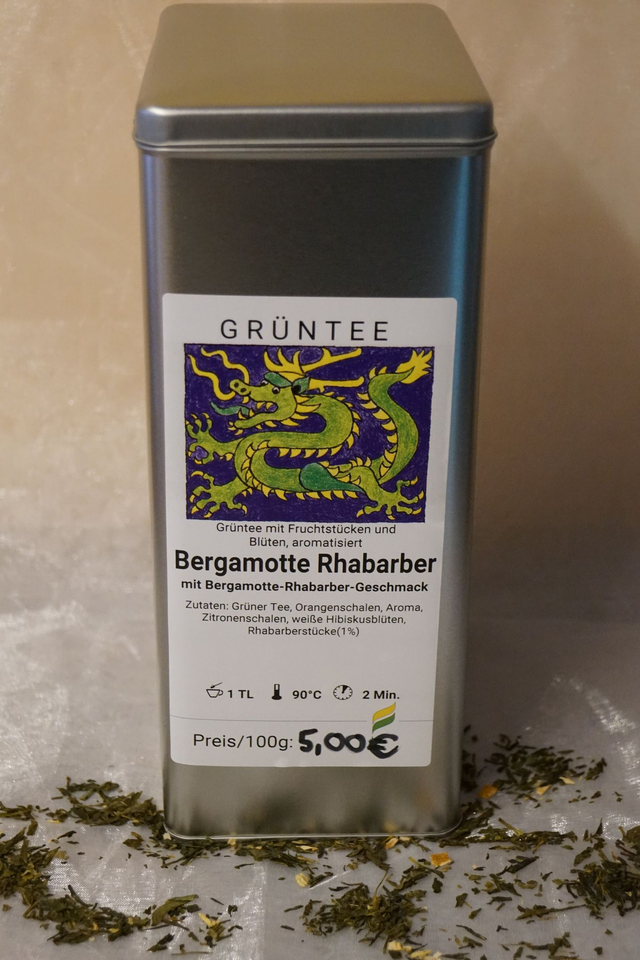 GRÜNTEE
Grüntee mit Fruchtstücken und
Blüten, aromatisiert
Bergamotte Rhabarber
mit Bergamotte-Rhabarber-Geschmack
Zutaten: Grüner Tee, Orangenschalen, Aroma,
Zitronenschalen, weiße Hibiskusblüten,
Rhabarberstücke(1%)
1 TL 90°C 2 Min.
Preis/100g: 5,00€